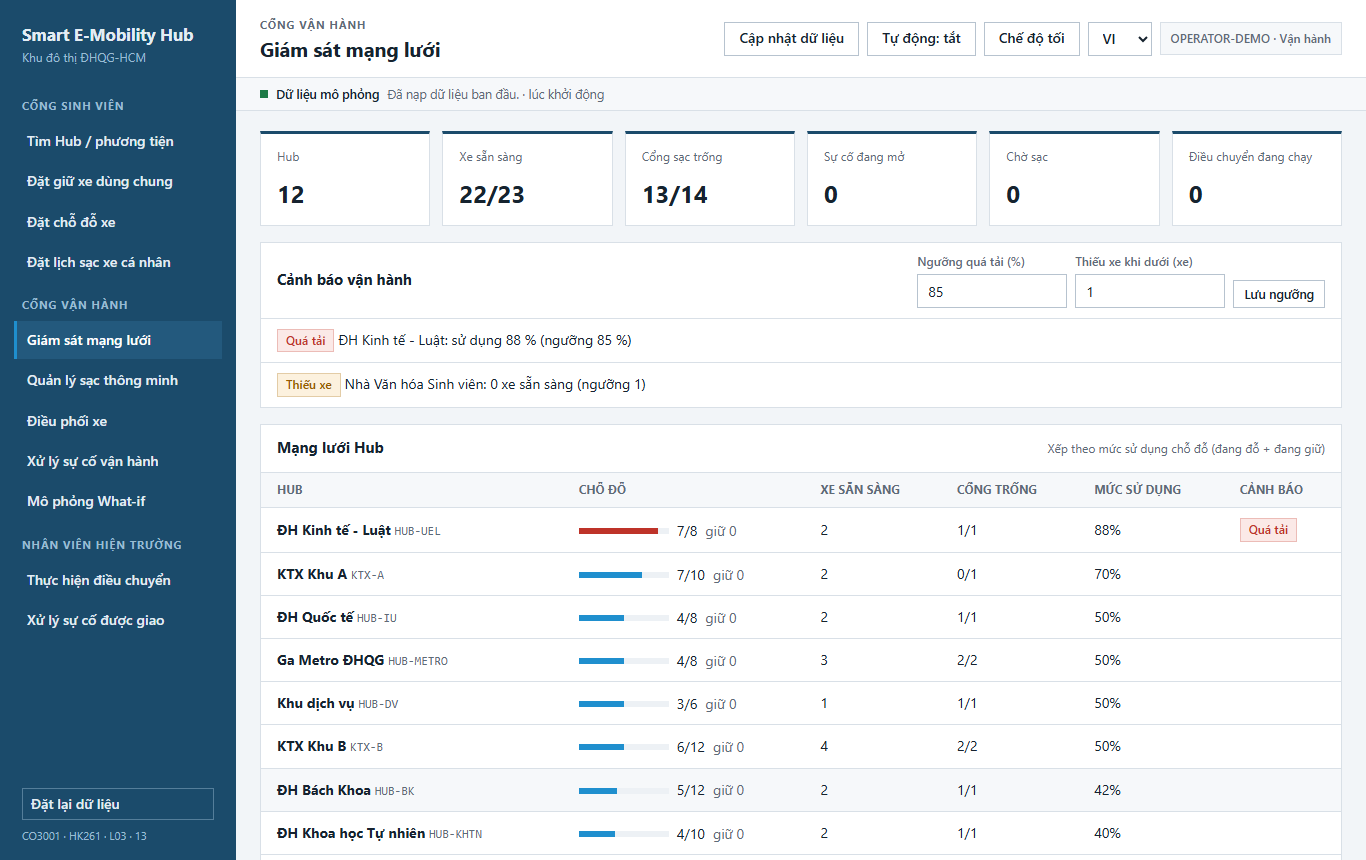 Smart E-Mobility Hub
Khu đô thị ĐHQG-HCM
CỔNG SINH VIÊN
Tìm Hub / phương tiện
Đặt giữ xe dùng chung
Đặt chỗ đỗ xe
Đặt lịch sạc xe cá nhân
CỔNG VẬN HÀNH
Giám sát mạng lưới
Quản lý sạc thông minh
Điều phối xe
Xử lý sự cố vận hành
Mô phỏng What-if
NHÂN VIÊN HIỆN TRƯỜNG
Thực hiện điều chuyển
Xử lý sự cố được giao
Đặt lại dữ liệu
CO3001 · HK261 · L03 · 13
CỔNG VẬN HÀNH
Giám sát mạng lưới
Cập nhật dữ liệu Tự động: tắt Chế độ tối VI OPERATOR-DEMO · Vận hành
Dữ liệu mô phỏng Đã nạp dữ liệu ban đầu. · lúc khởi động
Hub Xe sẵn sàng Cổng sạc trống Sự cố đang mở Chờ sạc Điều chuyển đang chạy
12 22/23 13/14 0 0 0
Cảnh báo vận hành
Ngưỡng quá tải (%) Thiếu xe khi dưới (xe)
85 1 Lưu ngưỡng
Quá tải ĐH Kinh tế - Luật: sử dụng 88 % (ngưỡng 85 %)
Thiếu xe Nhà Văn hóa Sinh viên: 0 xe sẵn sàng (ngưỡng 1)
Mạng lưới Hub Xếp theo mức sử dụng chỗ đỗ (đang đỗ + đang giữ)
HUB CHỖ ĐỖ XE SẴN SÀNG CỔNG TRỐNG MỨC SỬ DỤNG CẢNH BÁO
ĐH Kinh tế - Luật HUB-UEL 7/8 giữ 0 2 1/1 88% Quá tải
KTX Khu A KTX-A 7/10 giữ 0 2 0/1 70%
ĐH Quốc tế HUB-IU 4/8 giữ 0 2 1/1 50%
Ga Metro ĐHQG HUB-METRO 4/8 giữ 0 3 2/2 50%
Khu dịch vụ HUB-DV 3/6 giữ 0 1 1/1 50%
KTX Khu B KTX-B 6/12 giữ 0 4 2/2 50%
ĐH Bách Khoa HUB-BK 5/12 giữ 0 2 1/1 42%
ĐH Khoa học Tự nhiên HUB-KHTN 4/10 giữ 0 2 1/1 40%